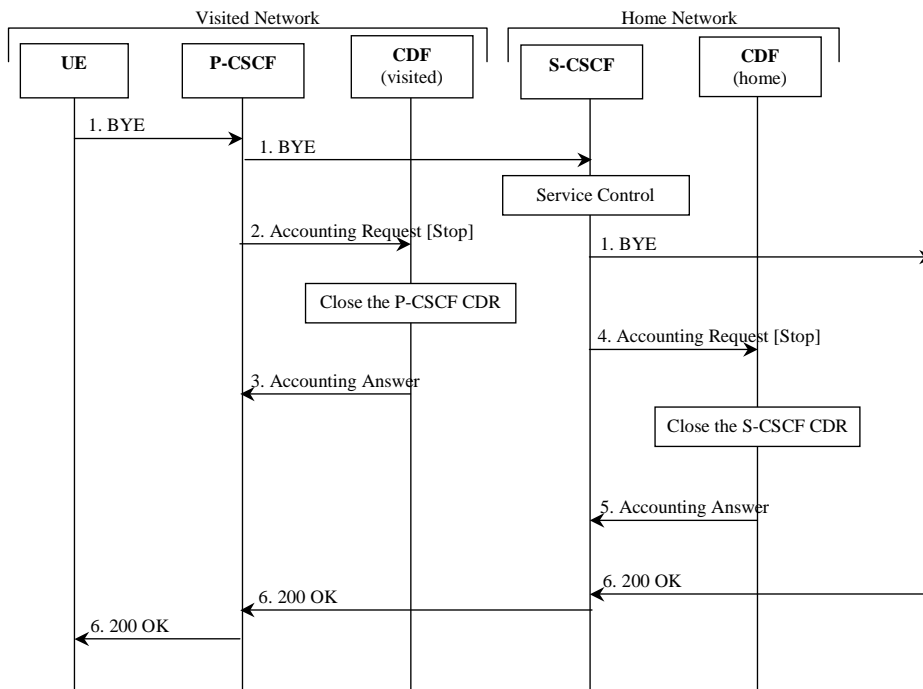 Visited Network
Home Network
UE
P-CSCF
CDF
(visited)
S-CSCF
CDF
(home)
1. BYE
1. BYE
Service Control
2. Accounting Request [Stop]
1. BYE
Close the P-CSCF CDR
4. Accounting Request [Stop]
3. Accounting Answer
Close the S-CSCF CDR
5. Accounting Answer
6. 200 OK
6. 200 OK
6. 200 OK